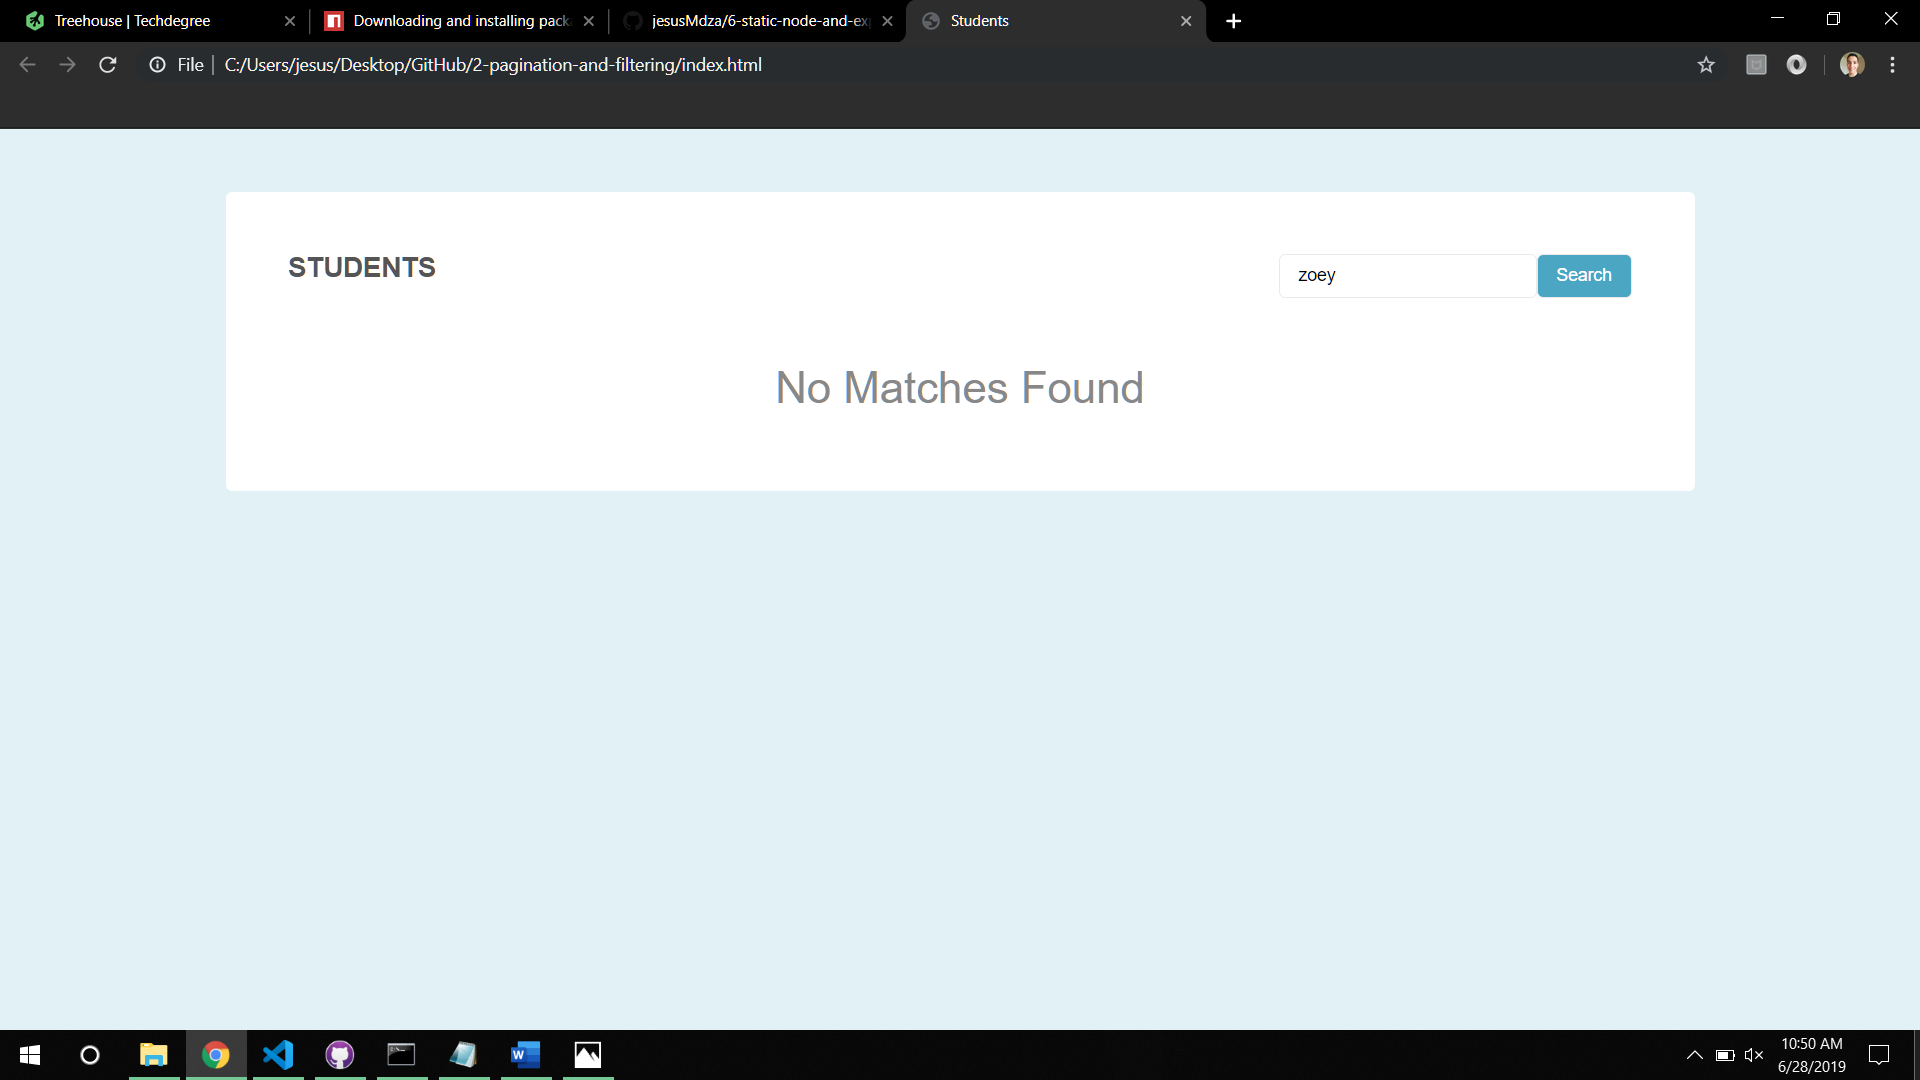 Treehouse | Techdegree
Downloading and installing pack
jesusMdza/6-static-node-and-exp
Students
File
C:/Users/jesus/Desktop/GitHub/2-pagination-and-filtering/index.html
STUDENTS
zoey
Search
No Matches Found
10:50 AM
6/28/2019